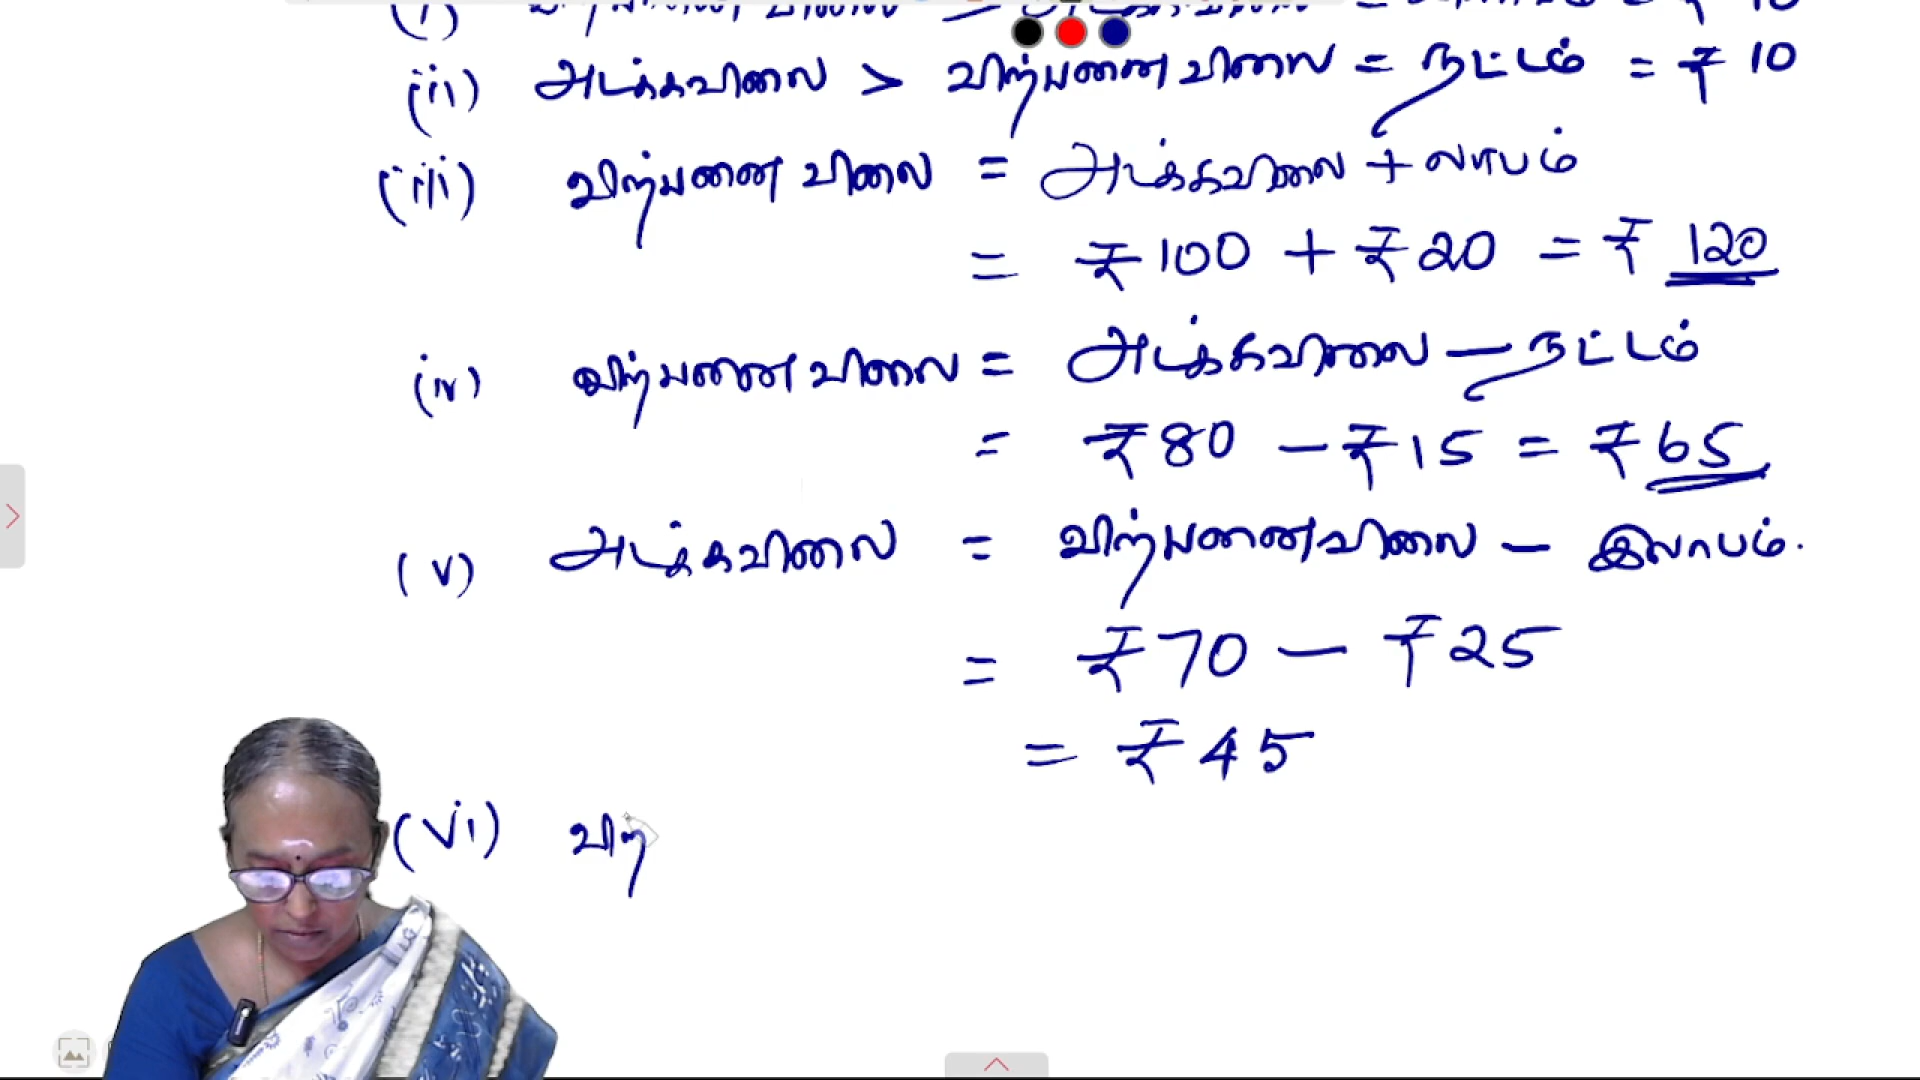 (ii) அடக்கவிலை > விற்பனை விலை = நட்டம் = ₹ 10
(iii) விற்பனை விலை = அடக்கவிலை + லாபம்
= ₹ 100 + ₹ 20 = ₹ 120
(iv) விற்பனை விலை = அடக்கவிலை — நட்டம்
= ₹ 80 — ₹ 15 = ₹ 65
(v) அடக்கவிலை = விற்பனைவிலை — இலாபம்.
= ₹ 70 — ₹ 25
= ₹ 45
(vi) விற்